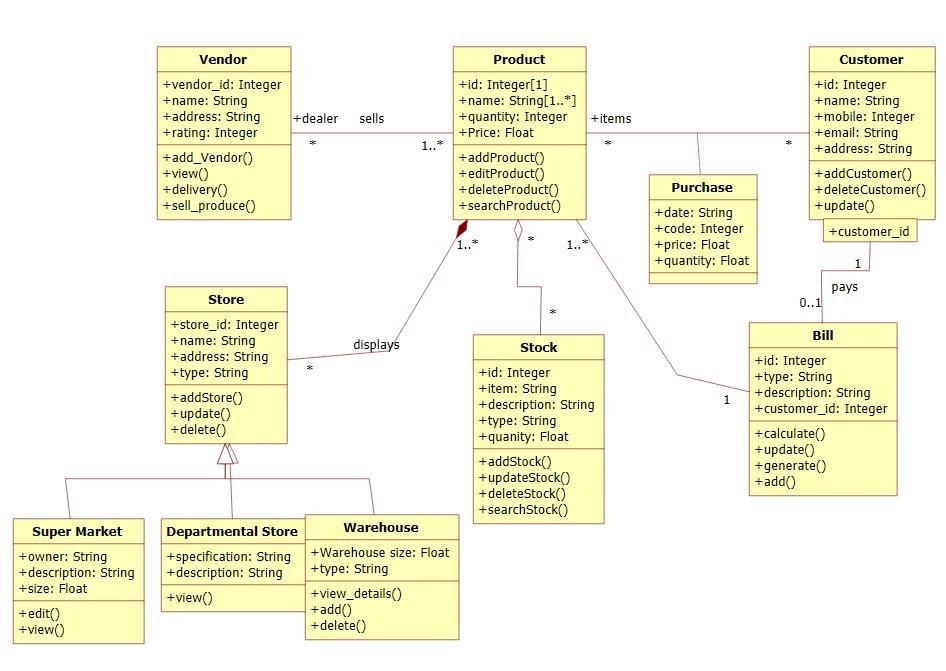 Vendor
+vendor_id: Integer
+name: String
+address: String
+rating: Integer
+add_Vendor()
+view()
+delivery()
+sell_produce()
+dealer
sells
*
1..*
Product
+id: Integer[1]
+name: String[1..*]
+quantity: Integer
+Price: Float
+addProduct()
+editProduct()
+deleteProduct()
+searchProduct()
+items
*
*
Customer
+id: Integer
+name: String
+mobile: Integer
+email: String
+address: String
+addCustomer()
+deleteCustomer()
+update()
+customer_id
Purchase
+date: String
+code: Integer
+price: Float
+quantity: Float
1..*
*
1..*
1
pays
0..1
Store
+store_id: Integer
+name: String
+address: String
+type: String
+addStore()
+update()
+delete()
displays
*
*
Stock
+id: Integer
+item: String
+description: String
+type: String
+quanity: Float
+addStock()
+updateStock()
+deleteStock()
+searchStock()
1
Bill
+id: Integer
+type: String
+description: String
+customer_id: Integer
+calculate()
+update()
+generate()
+add()
Super Market
+owner: String
+description: String
+size: Float
+edit()
+view()
Departmental Store
+specification: String
+description: String
+view()
Warehouse
+Warehouse size: Float
+type: String
+view_details()
+add()
+delete()